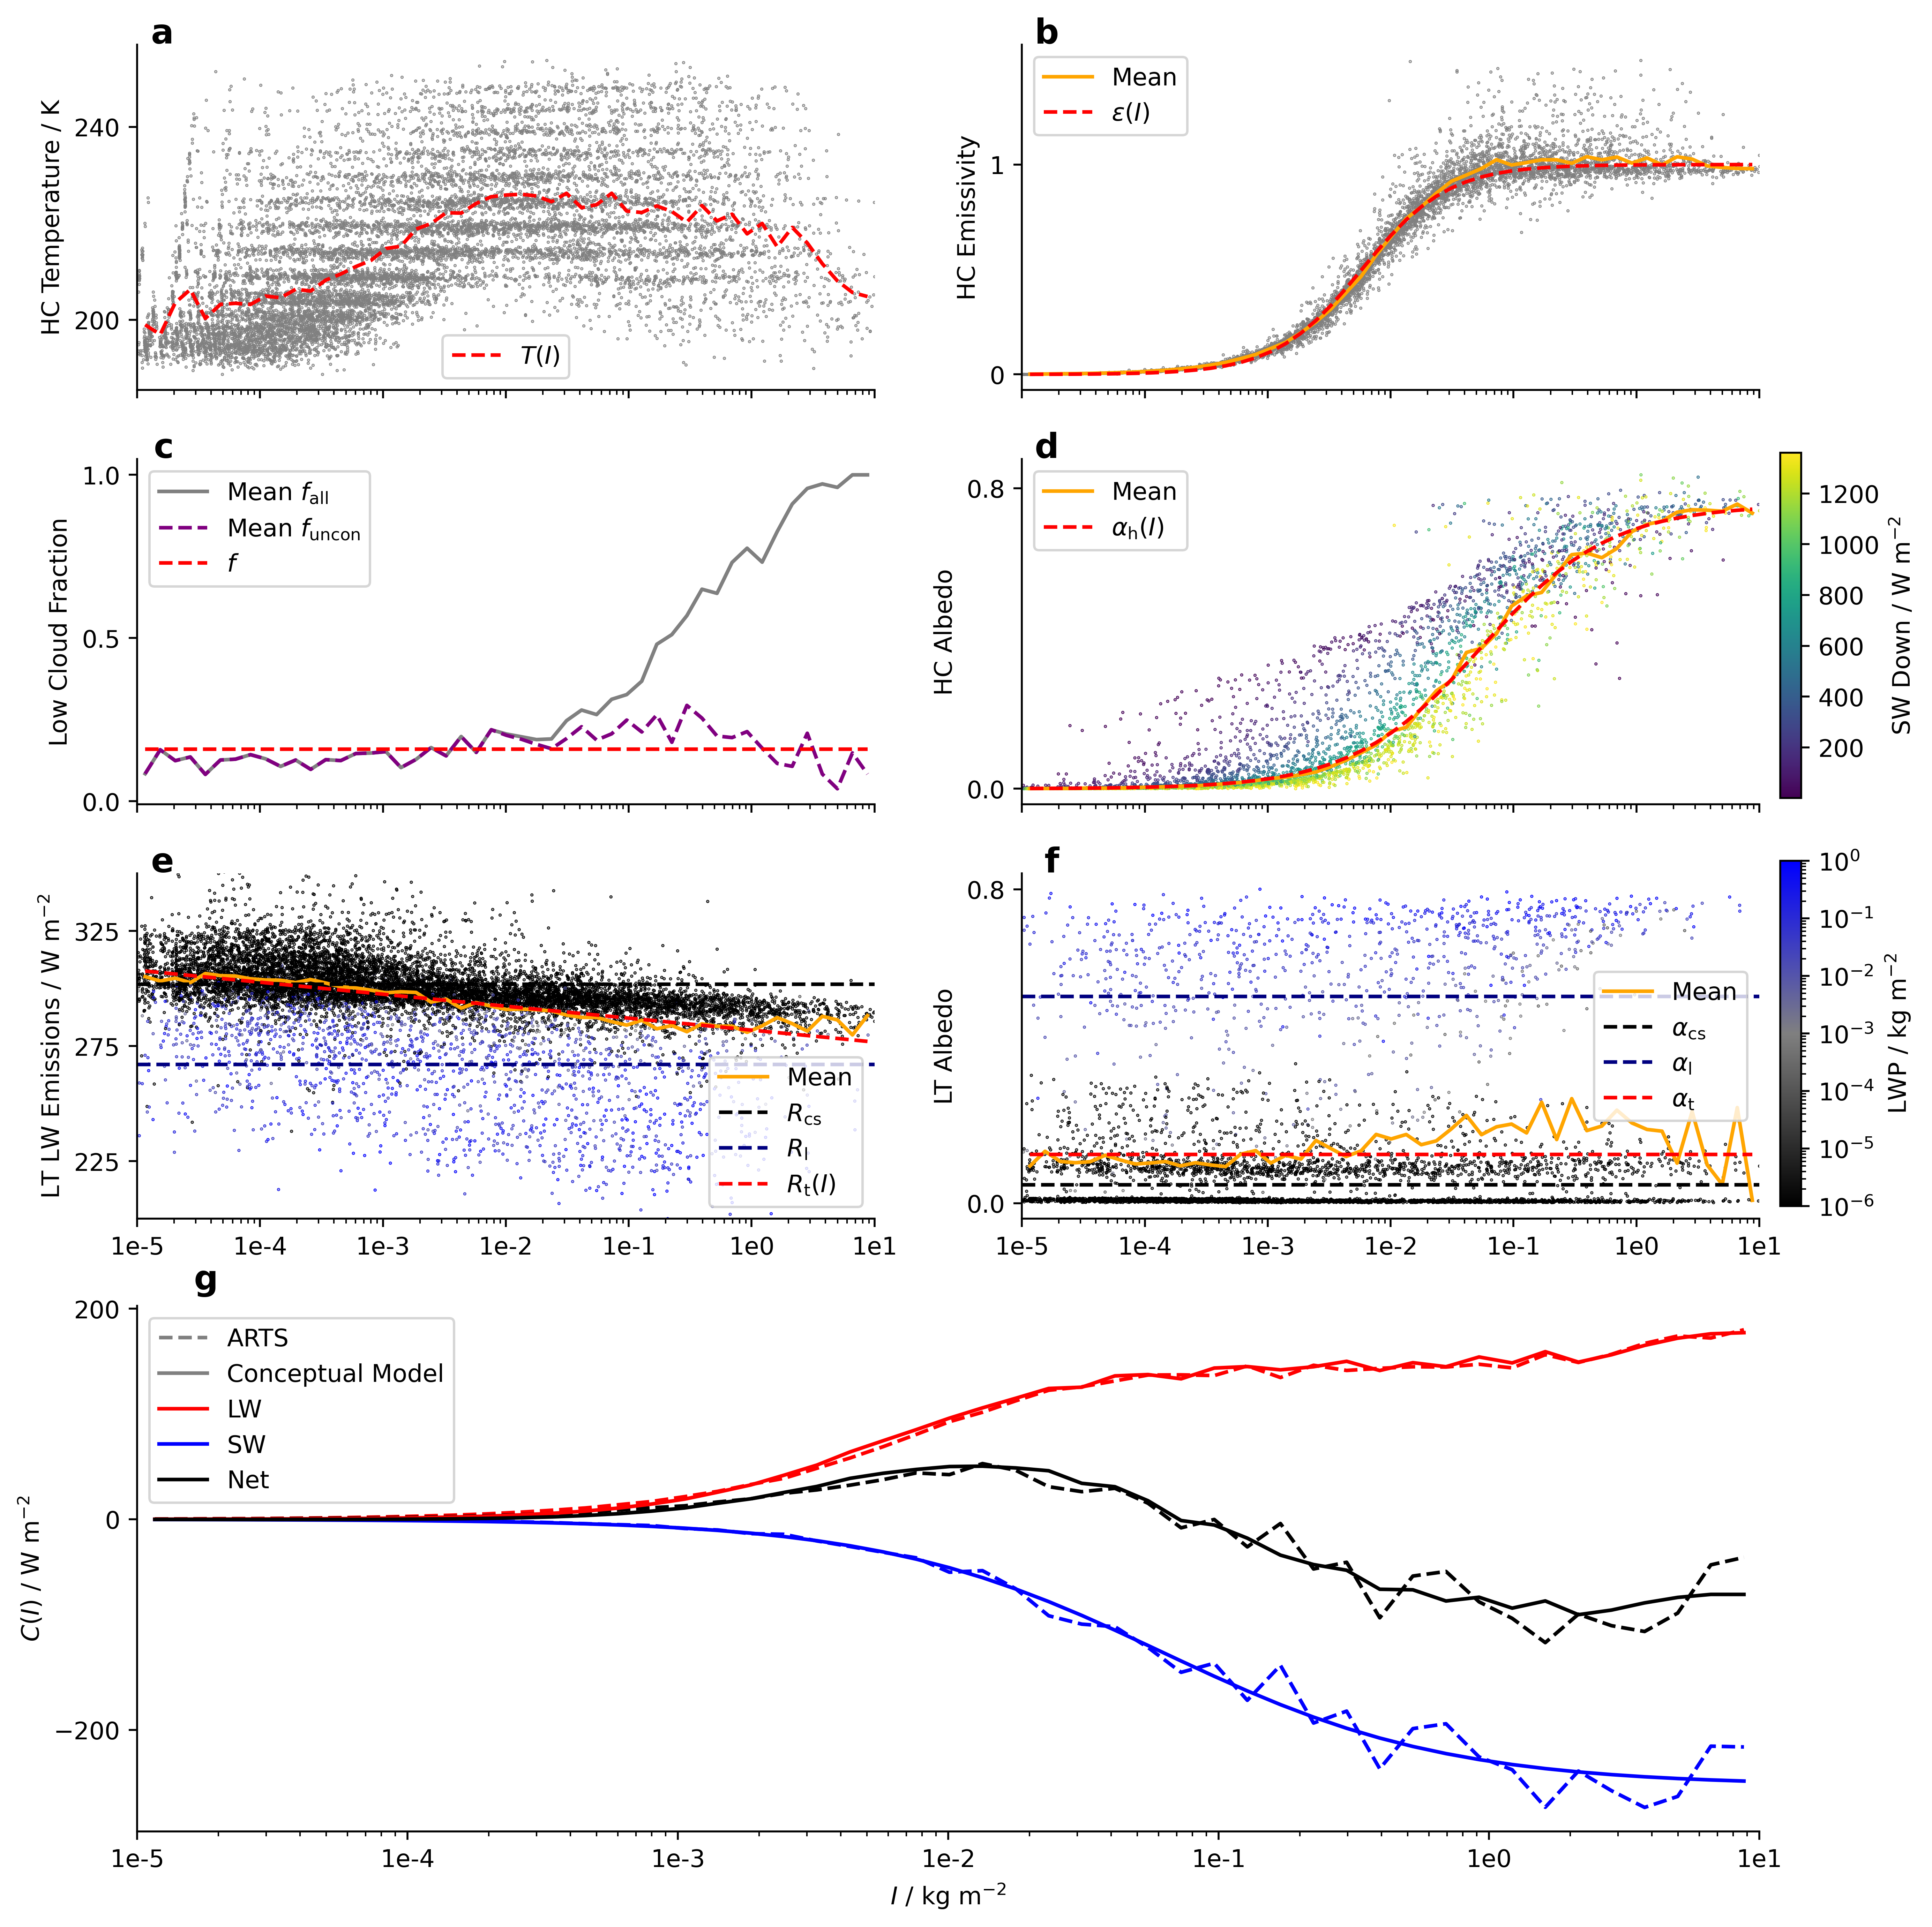 a
HC Temperature / K
240
200
T(I)
b
HC Emissivity
1
0
Mean
ε(I)
c
Low Cloud Fraction
1.0
0.5
0.0
Mean f_all
Mean f_uncon
f
d
HC Albedo
0.8
0.0
Mean
α_h(I)
SW Down / W m⁻²
1200
1000
800
600
400
200
e
LT LW Emissions / W m⁻²
325
275
225
Mean
R_cs
R_l
R_t(I)
1e-5 1e-4 1e-3 1e-2 1e-1 1e0 1e1
f
LT Albedo
0.8
0.0
Mean
α_cs
α_l
α_t
1e-5 1e-4 1e-3 1e-2 1e-1 1e0 1e1
LWP / kg m⁻²
10⁰
10⁻¹
10⁻²
10⁻³
10⁻⁴
10⁻⁵
10⁻⁶
g
C(I) / W m⁻²
200
0
−200
ARTS
Conceptual Model
LW
SW
Net
1e-5 1e-4 1e-3 1e-2 1e-1 1e0 1e1
I / kg m⁻²